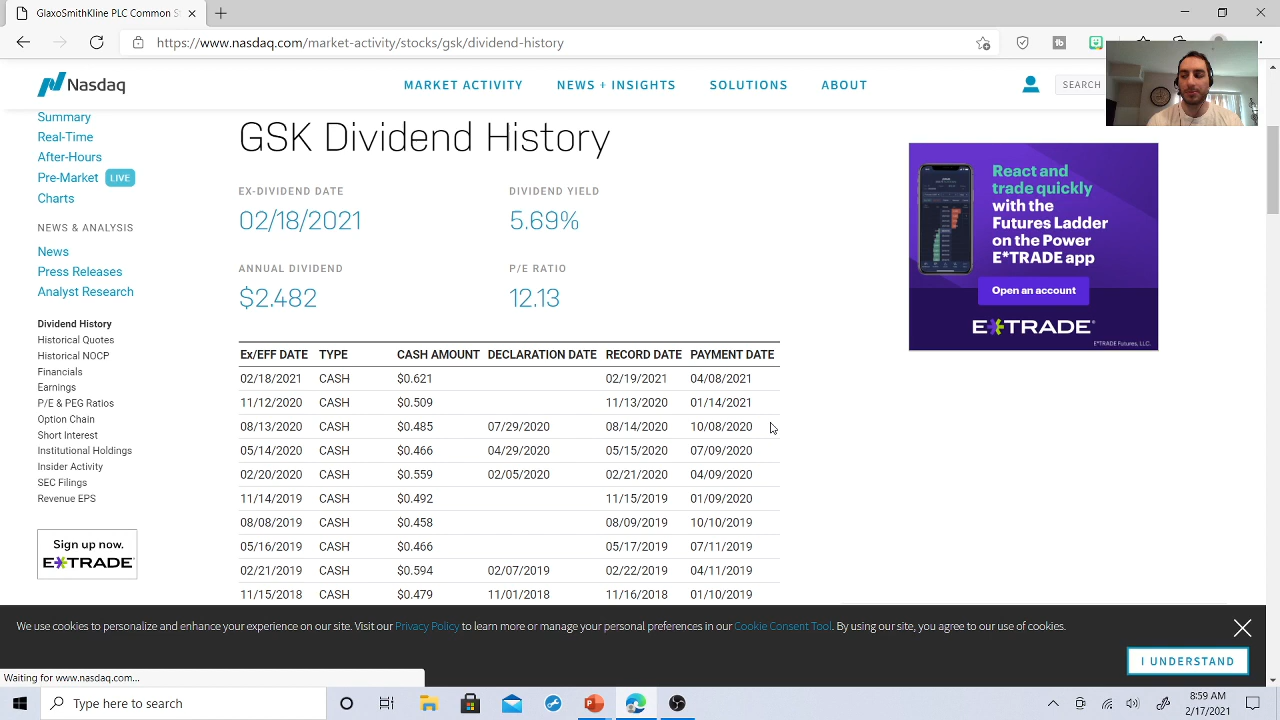 GlaxoSmithKline PLC Common St
https://www.nasdaq.com/market-activity/stocks/gsk/dividend-history
Nasdaq
MARKET ACTIVITY NEWS + INSIGHTS SOLUTIONS ABOUT
SEARCH
Summary
Real-Time
After-Hours
Pre-Market LIVE
Charts
NEWS & ANALYSIS
News
Press Releases
Analyst Research
Dividend History
Historical Quotes
Historical NOCP
Financials
Earnings
P/E & PEG Ratios
Option Chain
Short Interest
Institutional Holdings
Insider Activity
SEC Filings
Revenue EPS
Sign up now.
E*TRADE
GSK Dividend History
EX-DIVIDEND DATE DIVIDEND YIELD
02/18/2021 5.69%
ANNUAL DIVIDEND P/E RATIO
$2.482 12.13
Ex/EFF DATE TYPE CASH AMOUNT DECLARATION DATE RECORD DATE PAYMENT DATE
02/18/2021 CASH $0.621 02/19/2021 04/08/2021
11/12/2020 CASH $0.509 11/13/2020 01/14/2021
08/13/2020 CASH $0.485 07/29/2020 08/14/2020 10/08/2020
05/14/2020 CASH $0.466 04/29/2020 05/15/2020 07/09/2020
02/20/2020 CASH $0.559 02/05/2020 02/21/2020 04/09/2020
11/14/2019 CASH $0.492 11/15/2019 01/09/2020
08/08/2019 CASH $0.458 08/09/2019 10/10/2019
05/16/2019 CASH $0.466 05/17/2019 07/11/2019
02/21/2019 CASH $0.594 02/07/2019 02/22/2019 04/11/2019
11/15/2018 CASH $0.479 11/01/2018 11/16/2018 01/10/2019
React and
trade quickly
with the
Futures Ladder
on the Power
E*TRADE app
Open an account
E*TRADE
E*TRADE Futures, LLC.
We use cookies to personalize and enhance your experience on our site. Visit our Privacy Policy to learn more or manage your personal preferences in our Cookie Consent Tool. By using our site, you agree to our use of cookies.
I UNDERSTAND
Waiting for www.nasdaq.com...
Type here to search
8:59 AM
2/17/2021